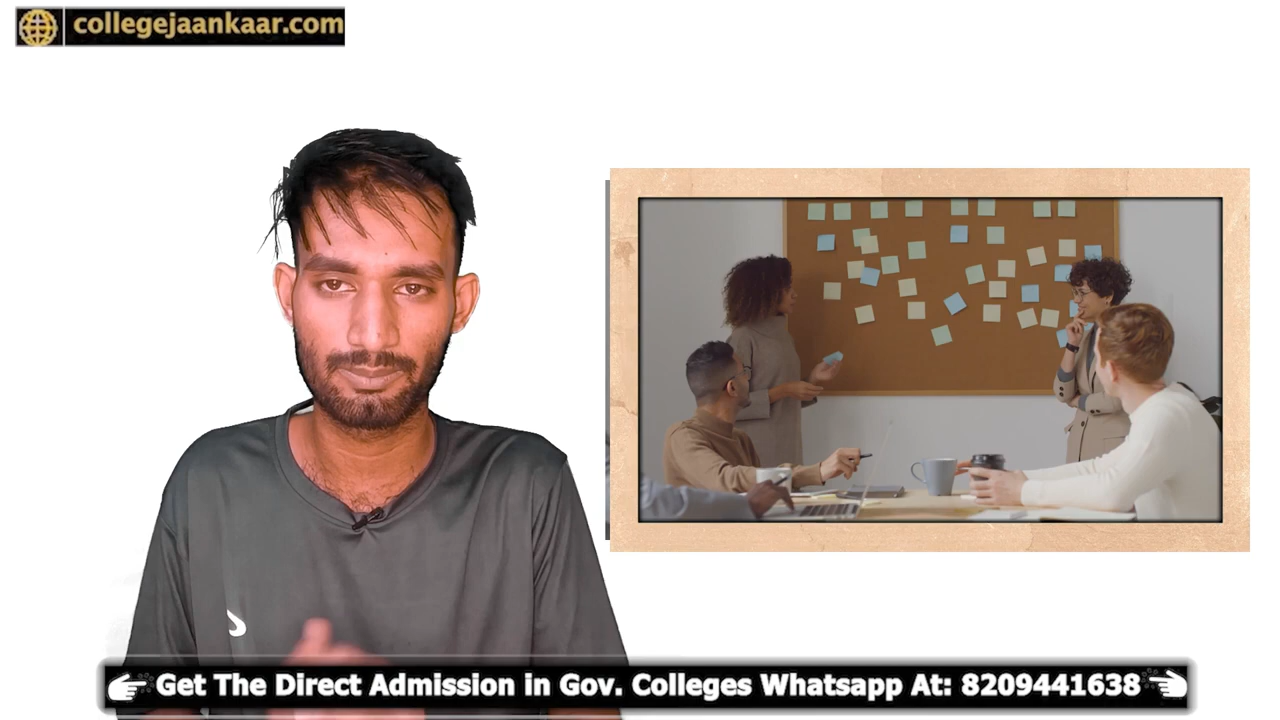 collegejaankaar.com
Get The Direct Admission in Gov. Colleges Whatsapp At: 8209441638